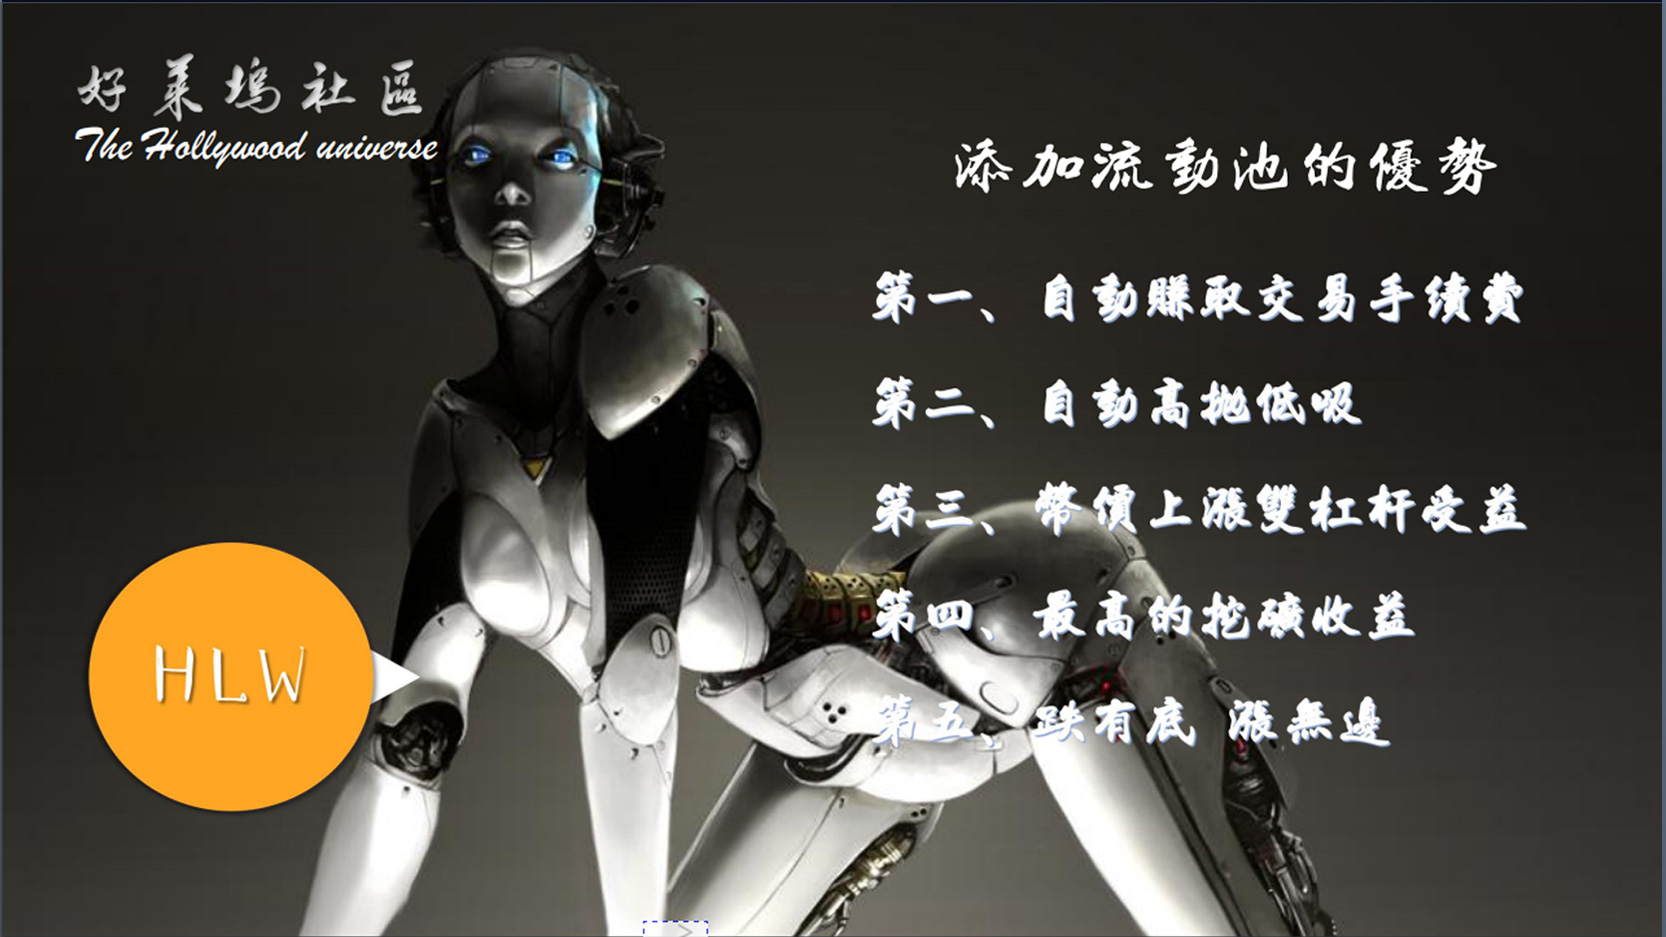 好萊塢社區
The Hollywood universe
添加流動池的優勢
第一、自動賺取交易手續費
第二、自動高拋低吸
第三、幣價上漲雙杠杆受益
第四、最高的挖礦收益
第五、跌有底 漲無邊
HLW